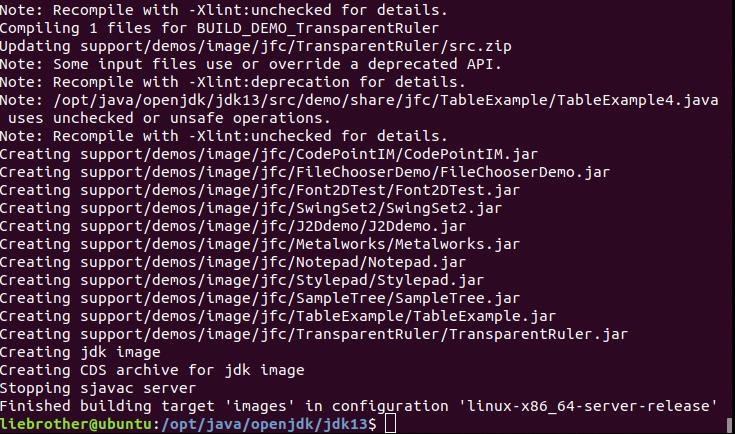 Note: Recompile with -Xlint:unchecked for details.
Compiling 1 files for BUILD_DEMO_TransparentRuler
Updating support/demos/image/jfc/TransparentRuler/src.zip
Note: Some input files use or override a deprecated API.
Note: Recompile with -Xlint:deprecation for details.
Note: /opt/java/openjdk/jdk13/src/demo/share/jfc/TableExample/TableExample4.java
 uses unchecked or unsafe operations.
Note: Recompile with -Xlint:unchecked for details.
Creating support/demos/image/jfc/CodePointIM/CodePointIM.jar
Creating support/demos/image/jfc/FileChooserDemo/FileChooserDemo.jar
Creating support/demos/image/jfc/Font2DTest/Font2DTest.jar
Creating support/demos/image/jfc/SwingSet2/SwingSet2.jar
Creating support/demos/image/jfc/J2Ddemo/J2Ddemo.jar
Creating support/demos/image/jfc/Metalworks/Metalworks.jar
Creating support/demos/image/jfc/Notepad/Notepad.jar
Creating support/demos/image/jfc/Stylepad/Stylepad.jar
Creating support/demos/image/jfc/SampleTree/SampleTree.jar
Creating support/demos/image/jfc/TableExample/TableExample.jar
Creating support/demos/image/jfc/TransparentRuler/TransparentRuler.jar
Creating jdk image
Creating CDS archive for jdk image
Stopping sjavac server
Finished building target 'images' in configuration 'linux-x86_64-server-release'
liebrother@ubuntu:/opt/java/openjdk/jdk13$